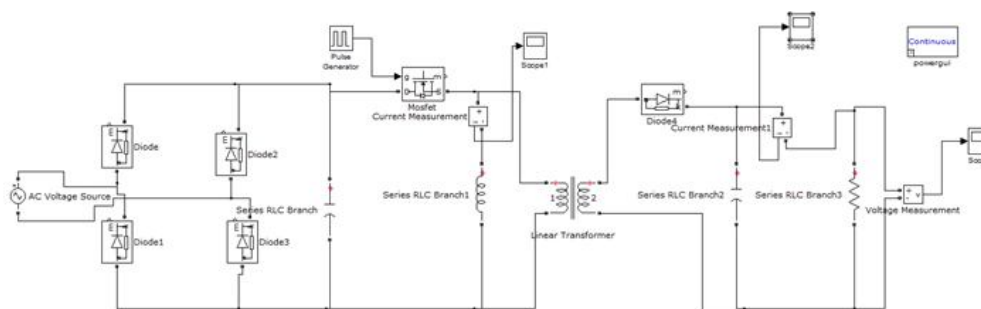 Pulse
Generator
Scope1
Scope2
Continuous
powergui
g
m
D
S
Mosfet
Current Measurement
m
Diode4
Current Measurement1
Diode
Diode2
AC Voltage Source
Series RLC Branch
Series RLC Branch1
1
2
Series RLC Branch2
Series RLC Branch3
v
Voltage Measurement
Diode1
Diode3
Linear Transformer